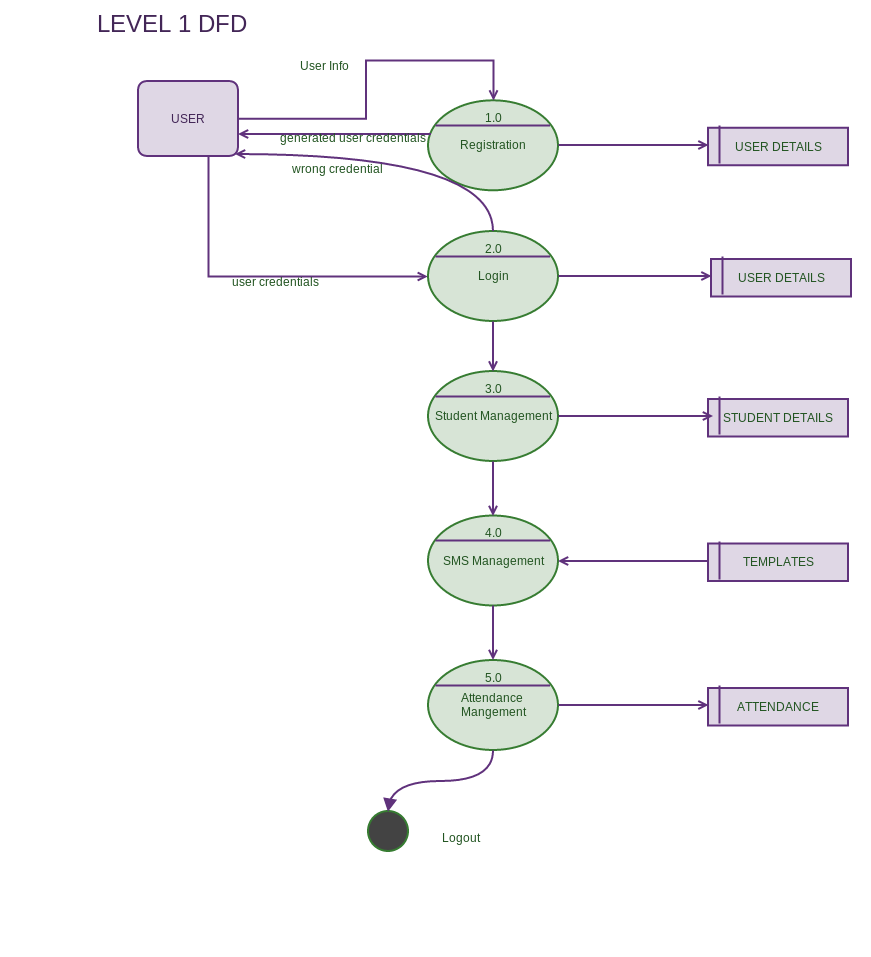 LEVEL 1 DFD
User Info
USER
1.0
generated user credentials
Registration
USER DETAILS
wrong credential
2.0
Login
USER DETAILS
user credentials
3.0
Student Management
STUDENT DETAILS
4.0
SMS Management
TEMPLATES
5.0
Attendance
Mangement
ATTENDANCE
Logout